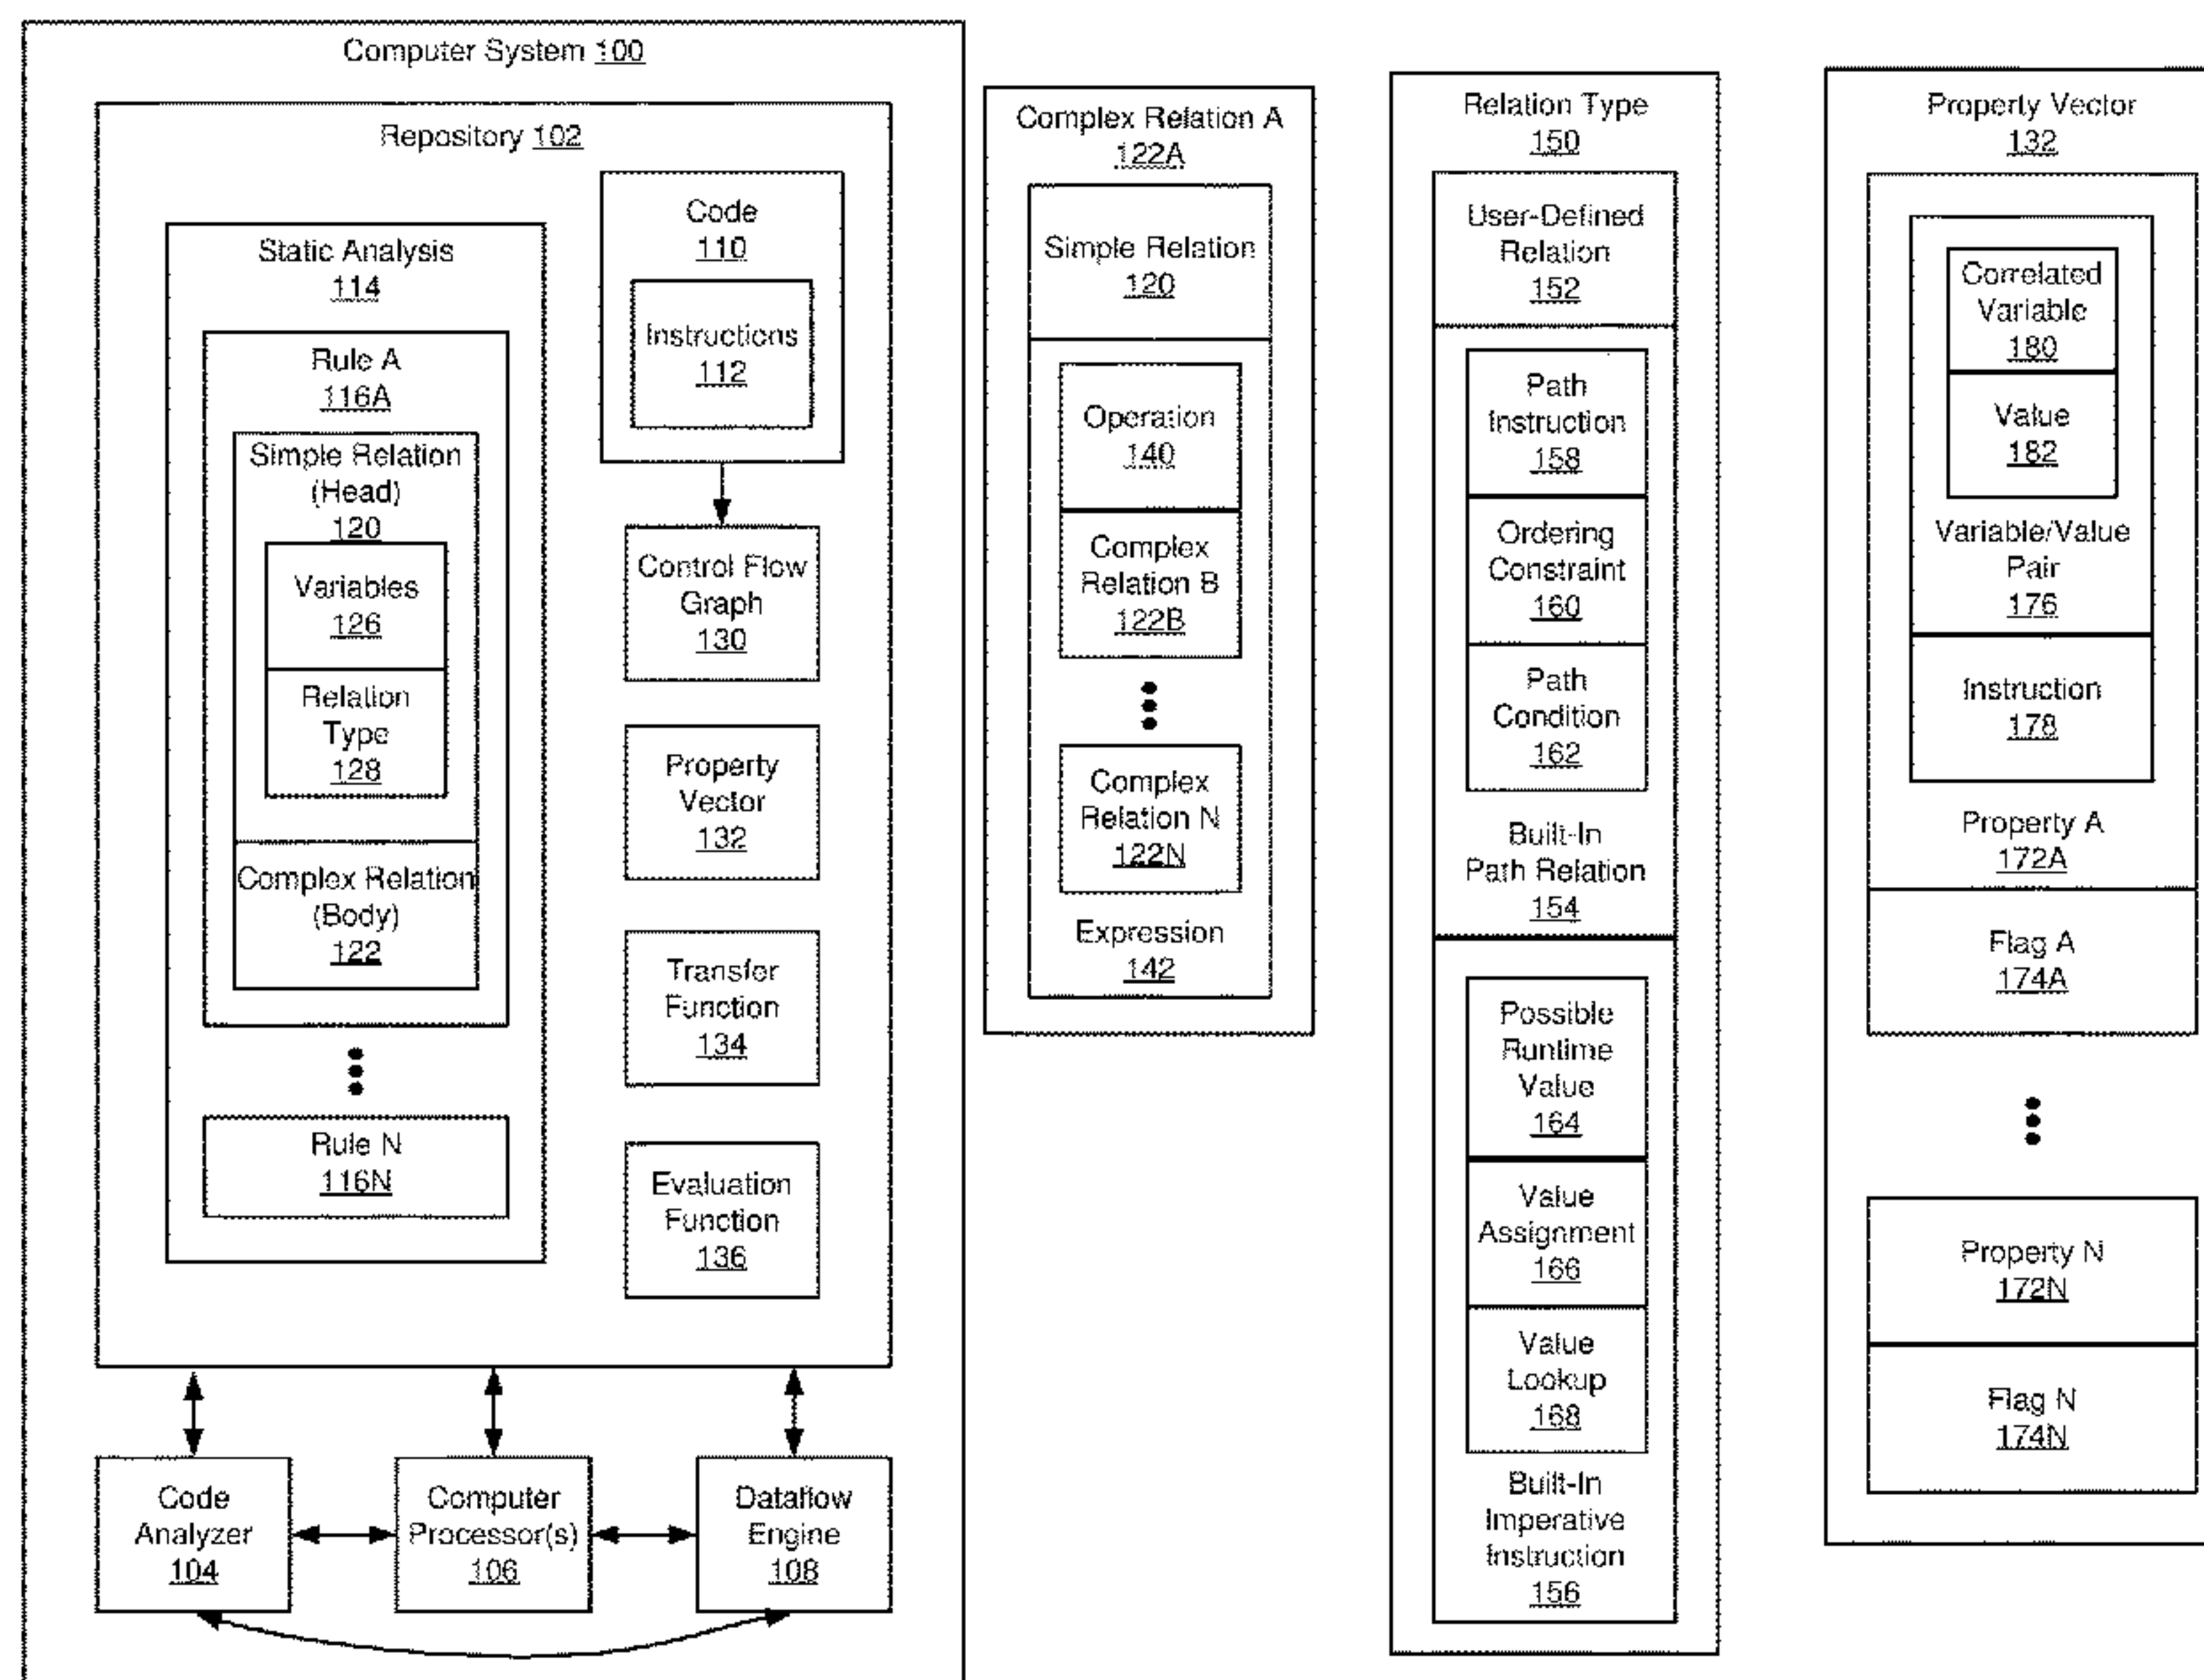 Computer System 100
Repository 102
Static Analysis
114
Rule A
116A
Simple Relation
(Head)
120
Variables
126
Relation
Type
128
Complex Relation
(Body)
122
Rule N
116N
Code
110
Instructions
112
Control Flow
Graph
130
Property
Vector
132
Transfer
Function
134
Evaluation
Function
136
Code
Analyzer
104
Computer
Processor(s)
106
Dataflow
Engine
108
Complex Relation A
122A
Simple Relation
120
Operation
140
Complex
Relation B
122B
Complex
Relation N
122N
Expression
142
Relation Type
150
User-Defined
Relation
152
Path
Instruction
158
Ordering
Constraint
160
Path
Condition
162
Built-In
Path Relation
154
Possible
Runtime
Value
164
Value
Assignment
166
Value
Lookup
168
Built-In
Imperative
Instruction
156
Property Vector
132
Correlated
Variable
180
Value
182
Variable/Value
Pair
176
Instruction
178
Property A
172A
Flag A
174A
Property N
172N
Flag N
174N